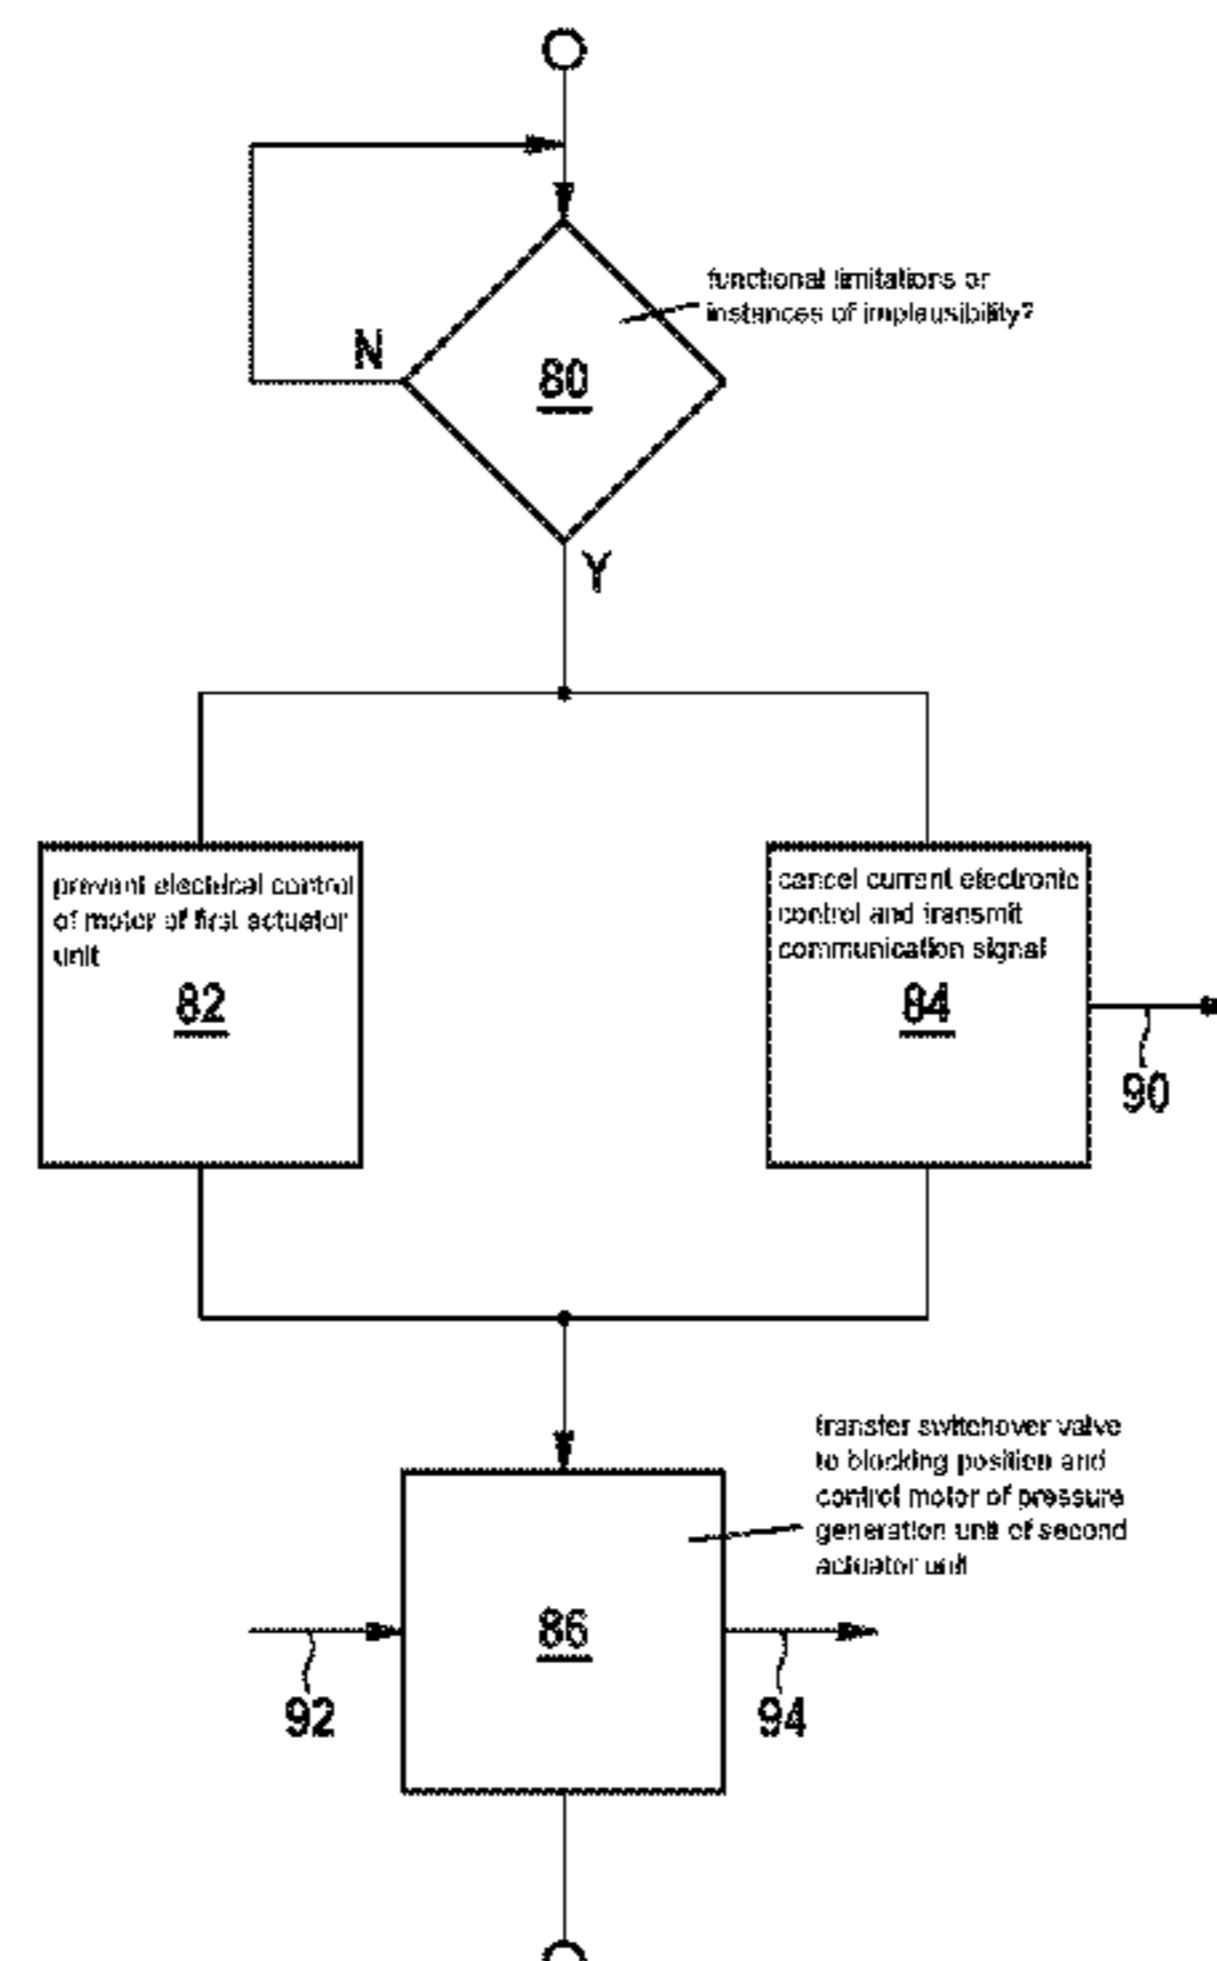 functional limitations or
instances of implausibility?
N
80
Y
prevent electrical control
of motor of first actuator
unit
82
cancel current electronic
control and transmit
communication signal
84
90
transfer switchover valve
to blocking position and
control motor of pressure
generation unit of second
actuator unit
86
92
94